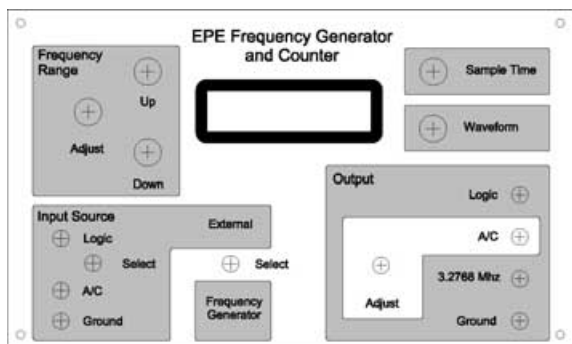 EPE Frequency Generator
and Counter
Frequency
Range
Up
Adjust
Down
Sample Time
Waveform
Input Source
External
Logic
Select
Select
A/C
Ground
Frequency
Generator
Output
Logic
A/C
3.2768 Mhz
Adjust
Ground